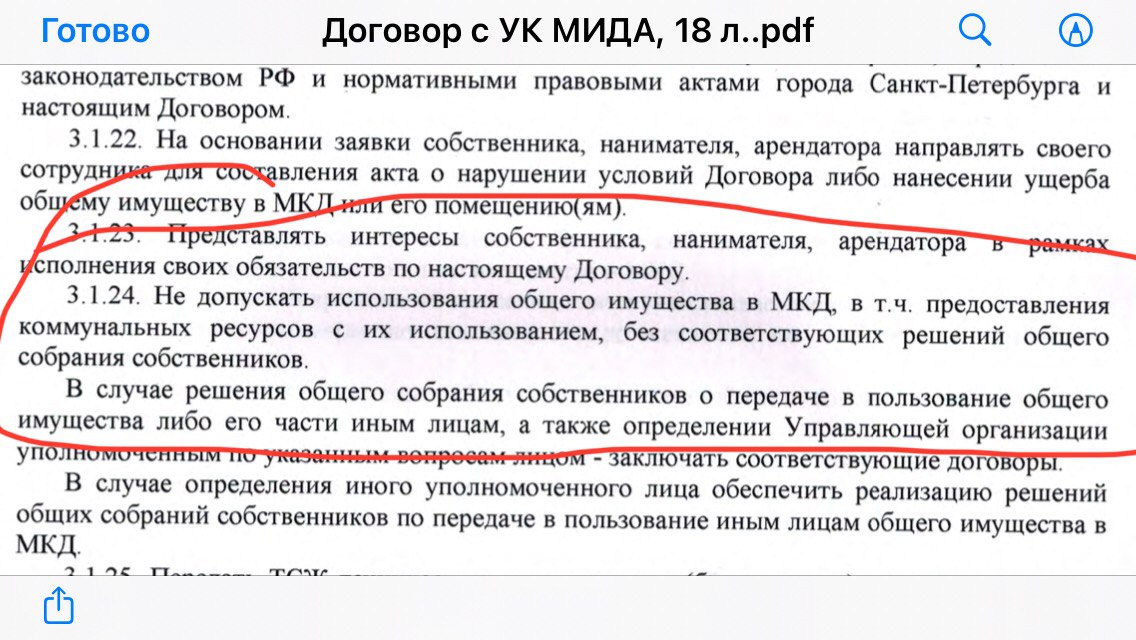 Готово
Договор с УК МИДА, 18 л..pdf
законодательством РФ и нормативными правовыми актами города Санкт-Петербурга и
настоящим Договором.
3.1.22. На основании заявки собственника, нанимателя, арендатора направлять своего
сотрудника для составления акта о нарушении условий Договора либо нанесении ущерба
общему имуществу в МКД или его помещению(ям).
3.1.23. Представлять интересы собственника, нанимателя, арендатора в рамках
исполнения своих обязательств по настоящему Договору.
3.1.24. Не допускать использования общего имущества в МКД, в т.ч. предоставления
коммунальных ресурсов с их использованием, без соответствующих решений общего
собрания собственников.
В случае решения общего собрания собственников о передаче в пользование общего
имущества либо его части иным лицам, а также определении Управляющей организации
уполномоченным по указанным вопросам лицом - заключать соответствующие договоры.
В случае определения иного уполномоченного лица обеспечить реализацию решений
общих собраний собственников по передаче в пользование иным лицам общего имущества в
МКД.
3.1.25. Передать ТСЖ